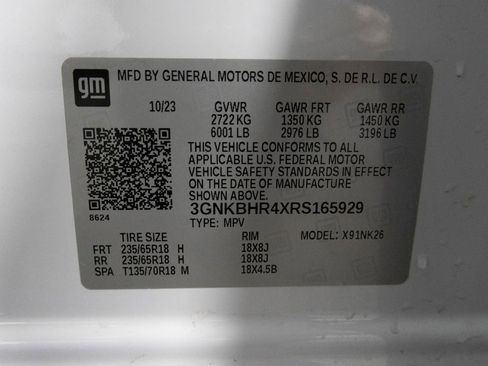 gm
MFD BY GENERAL MOTORS DE MEXICO, S. DE R.L. DE C.V.
10/23 GVWR GAWR FRT GAWR RR
2722 KG 1350 KG 1450 KG
6001 LB 2976 LB 3196 LB
THIS VEHICLE CONFORMS TO ALL
APPLICABLE U.S. FEDERAL MOTOR
VEHICLE SAFETY STANDARDS IN EFFECT
ON THE DATE OF MANUFACTURE
SHOWN ABOVE.
8624
3GNKBHR4XRS165929
TYPE: MPV
TIRE SIZE RIM MODEL: X91NK26
FRT 235/65R18 H 18X8J
RR 235/65R18 H 18X8J
SPA T135/70R18 M 18X4.5B